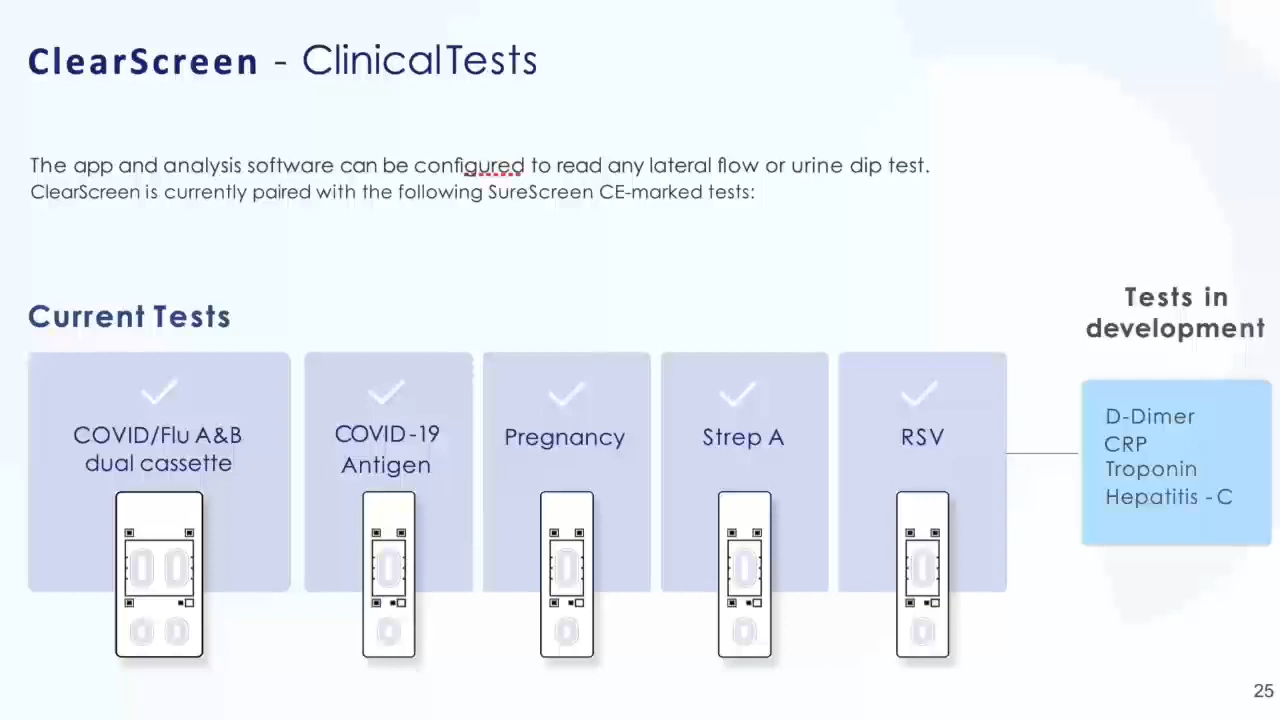 ClearScreen - Clinical Tests
The app and analysis software can be configured to read any lateral flow or urine dip test.
ClearScreen is currently paired with the following SureScreen CE-marked tests:
Current Tests
COVID/Flu A&B
dual cassette
COVID-19
Antigen
Pregnancy
Strep A
RSV
Tests in
development
D-Dimer
CRP
Troponin
Hepatitis - C
25